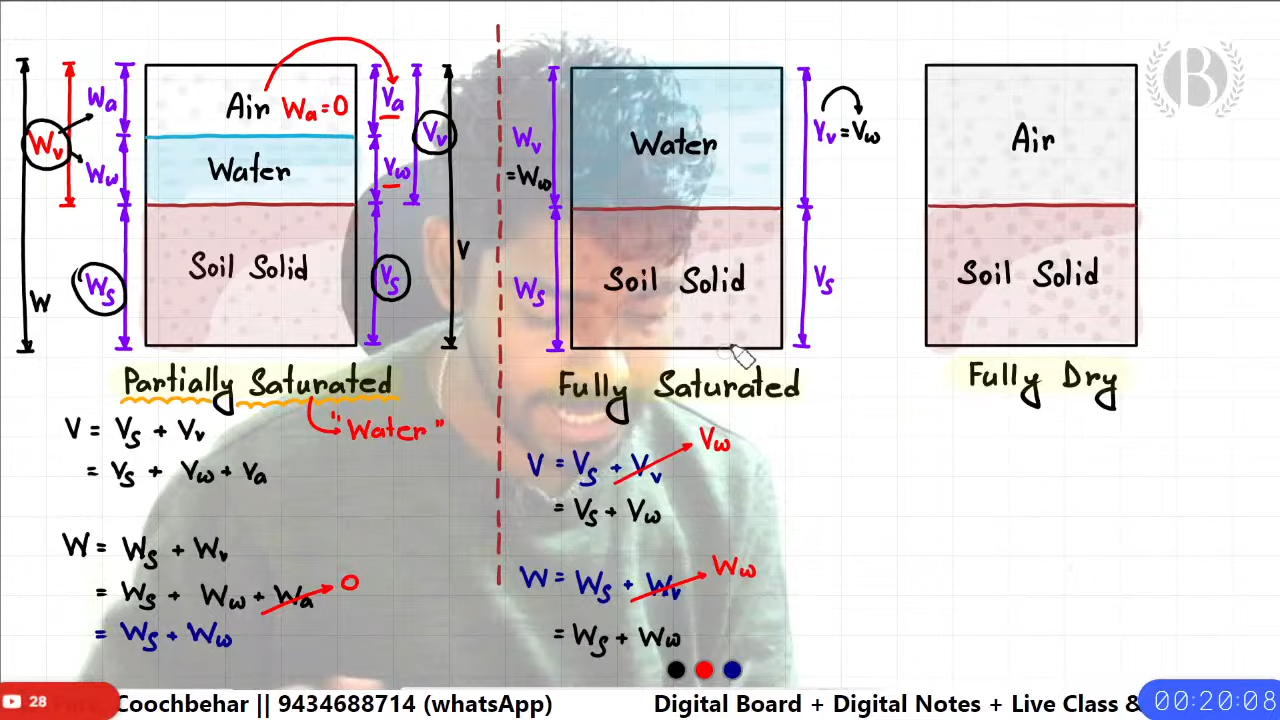 Air Wa = 0
Water
Soil Solid
Wa
Wv
Ww
Ws
W
Va
Vv
Vw
Vs
V
Partially Saturated
"Water"
V = Vs + Vv
= Vs + Vw + Va
W = Ws + Wv
= Ws + Ww + Wa 0
= Ws + Ww
Water
Soil Solid
Wv
= Ww
Ws
Vv = Vw
Vs
Fully Saturated
V = Vs + Vv Vw
= Vs + Vw
W = Ws + Wv Ww
= Ws + Ww
Air
Soil Solid
Fully Dry
B
28
Coochbehar || 9434688714 (whatsApp)
Digital Board + Digital Notes + Live Class &
00:20:08